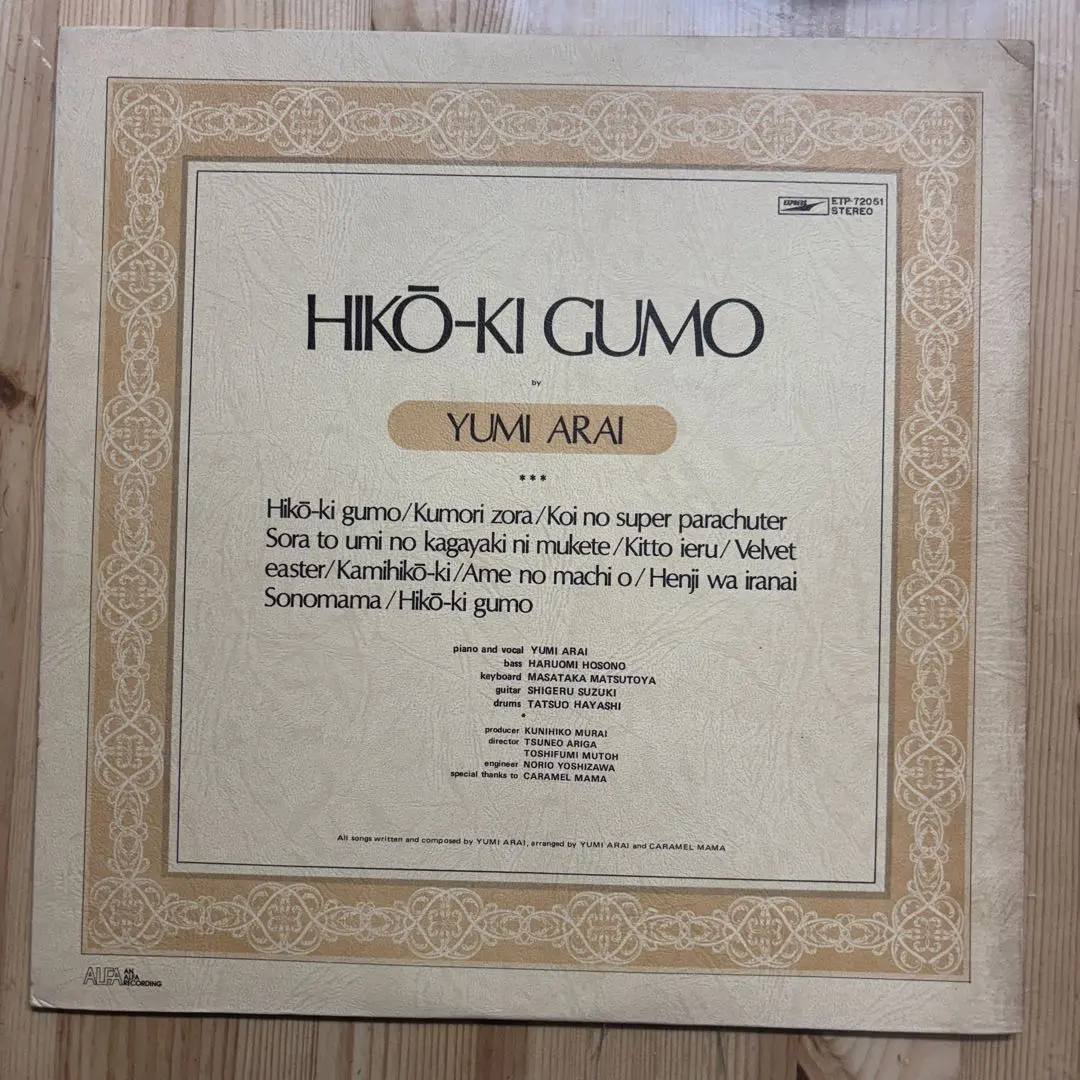 EXPRESS ETP-72051
STEREO
HIKŌ-KI GUMO
by
YUMI ARAI
***
Hikō-ki gumo/Kumori zora/Koi no super parachuter
Sora to umi no kagayaki ni mukete/Kitto ieru/Velvet
easter/Kamihikō-ki/Ame no machi o/Henji wa iranai
Sonomama/Hikō-ki gumo
piano and vocal YUMI ARAI
bass HARUOMI HOSONO
keyboard MASATAKA MATSUTOYA
guitar SHIGERU SUZUKI
drums TATSUO HAYASHI
*
producer KUNIHIKO MURAI
director TSUNEO ARIGA
TOSHIFUMI MUTOH
engineer NORIO YOSHIZAWA
special thanks to CARAMEL MAMA
All songs written and composed by YUMI ARAI, arranged by YUMI ARAI and CARAMEL MAMA
ALFA AN
ALFA
RECORDING